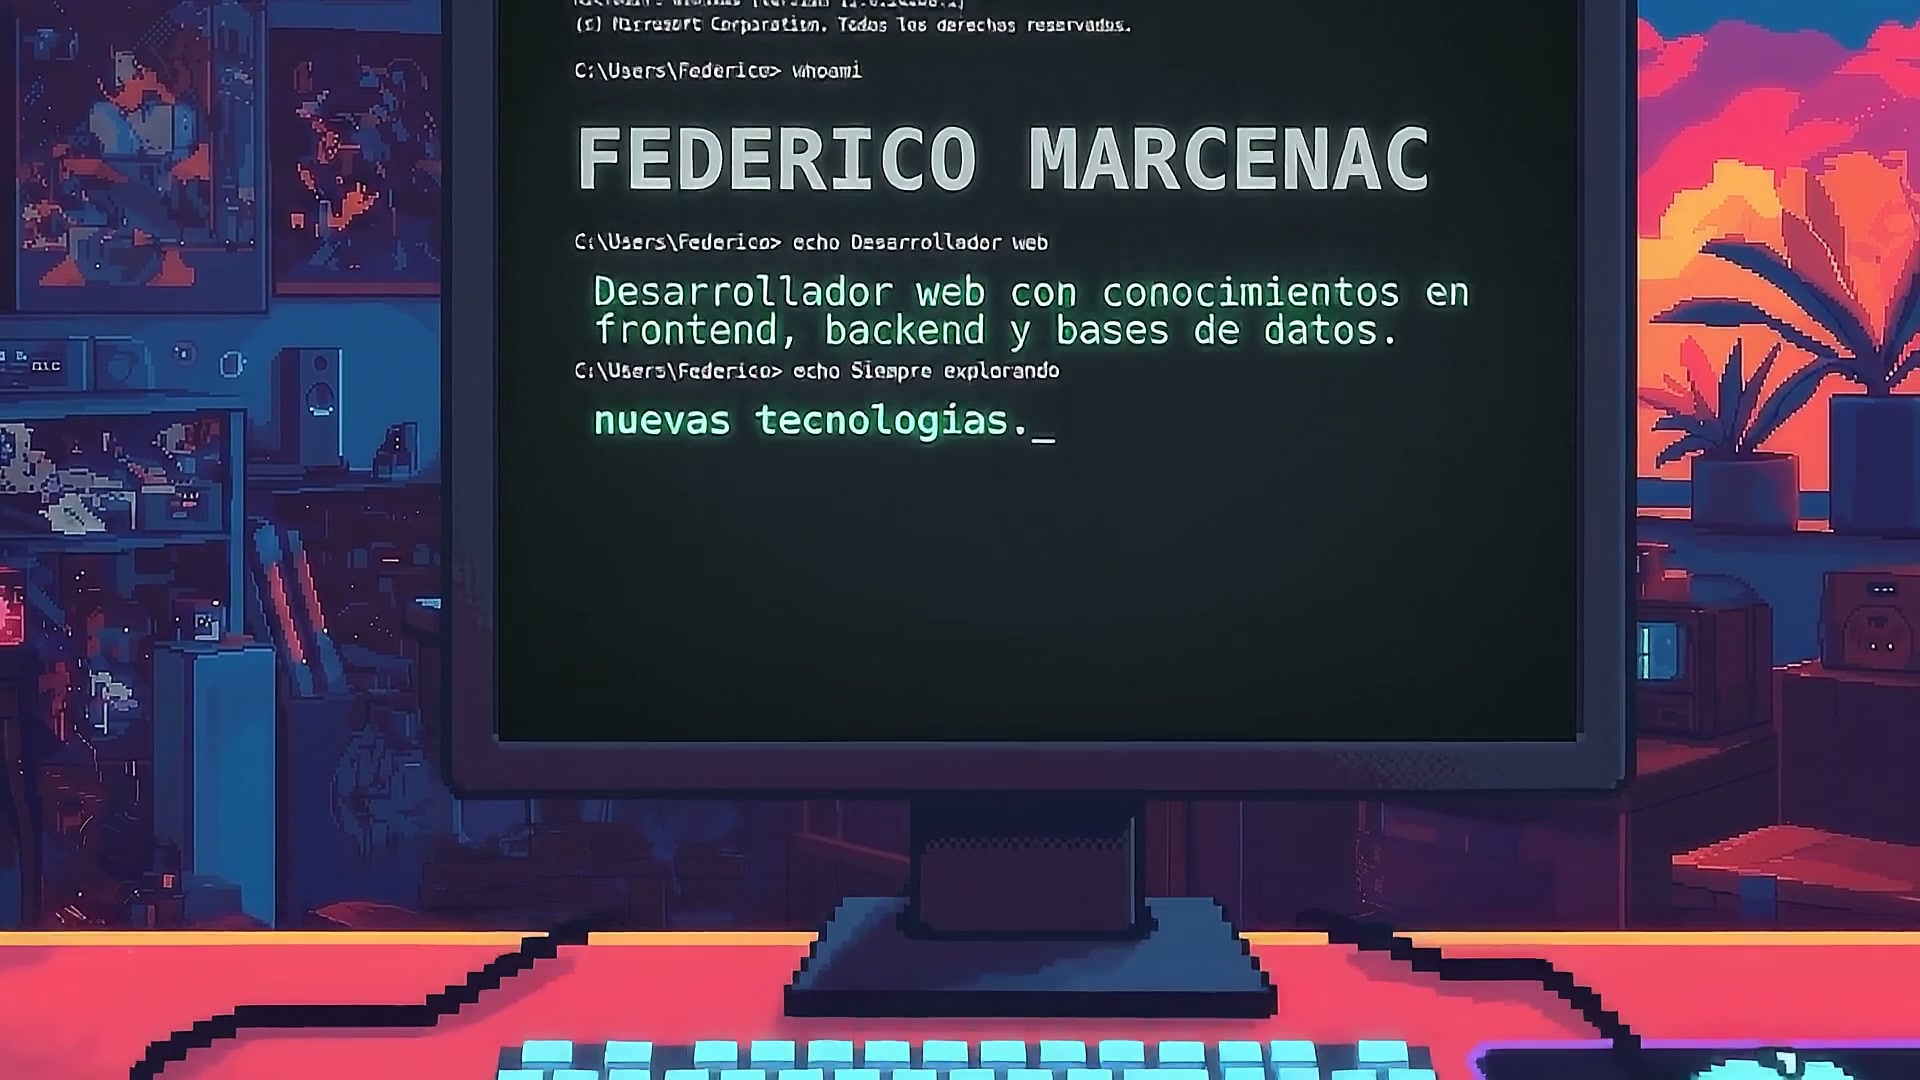 (c) Microsoft Corporation. Todos los derechos reservados.
C:\Users\Federico> whoami
FEDERICO MARCENAC
C:\Users\Federico> echo Desarrollador web
Desarrollador web con conocimientos en
frontend, backend y bases de datos.
C:\Users\Federico> echo Siempre explorando
nuevas tecnologias._